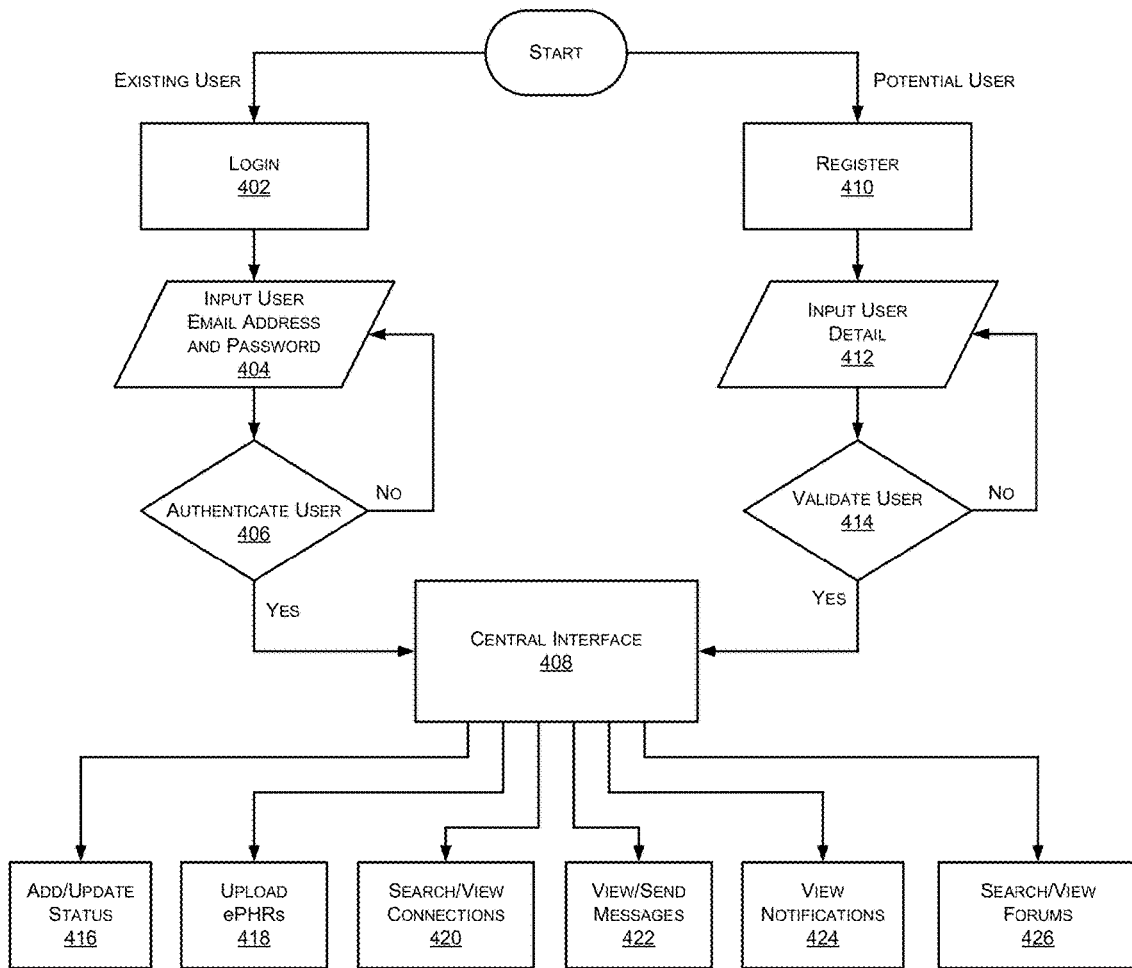 START
EXISTING USER
POTENTIAL USER
LOGIN
402
REGISTER
410
INPUT USER
EMAIL ADDRESS
AND PASSWORD
404
INPUT USER
DETAIL
412
AUTHENTICATE USER
406
NO
VALIDATE USER
414
NO
YES
YES
CENTRAL INTERFACE
408
ADD/UPDATE
STATUS
416
UPLOAD
ePHRS
418
SEARCH/VIEW
CONNECTIONS
420
VIEW/SEND
MESSAGES
422
VIEW
NOTIFICATIONS
424
SEARCH/VIEW
FORUMS
426